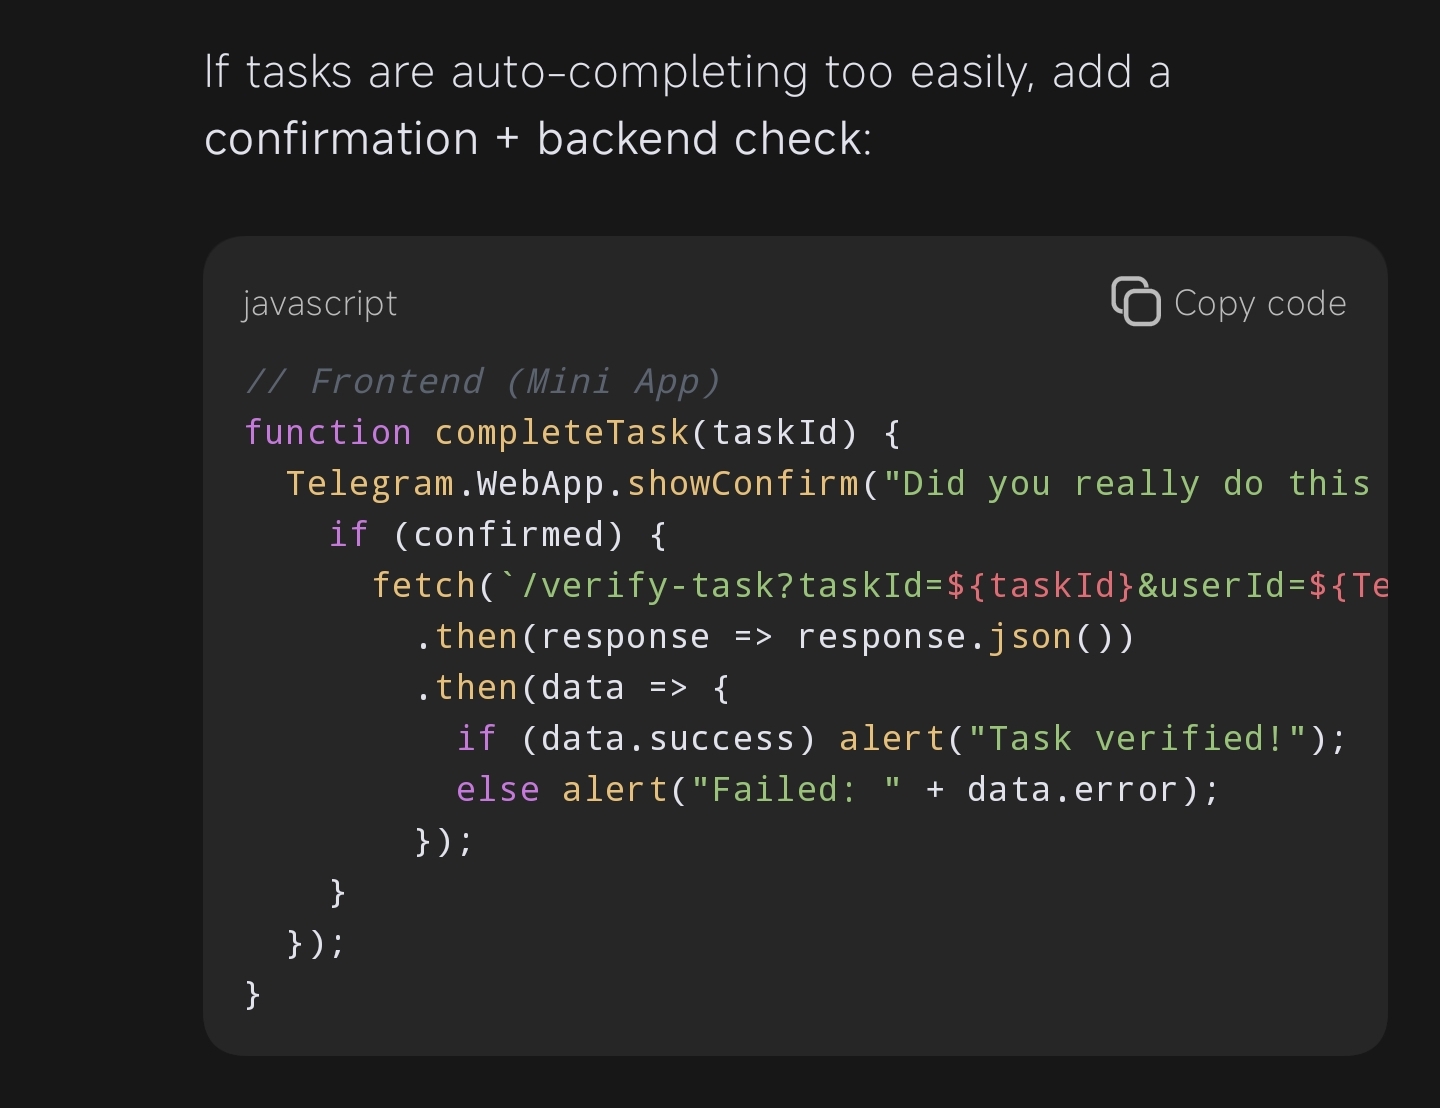 If tasks are auto-completing too easily, add a
confirmation + backend check:
javascript
Copy code
// Frontend (Mini App)
function completeTask(taskId) {
  Telegram.WebApp.showConfirm("Did you really do this
    if (confirmed) {
      fetch(`/verify-task?taskId=${taskId}&userId=${Te
        .then(response => response.json())
        .then(data => {
          if (data.success) alert("Task verified!");
          else alert("Failed: " + data.error);
        });
    }
  });
}